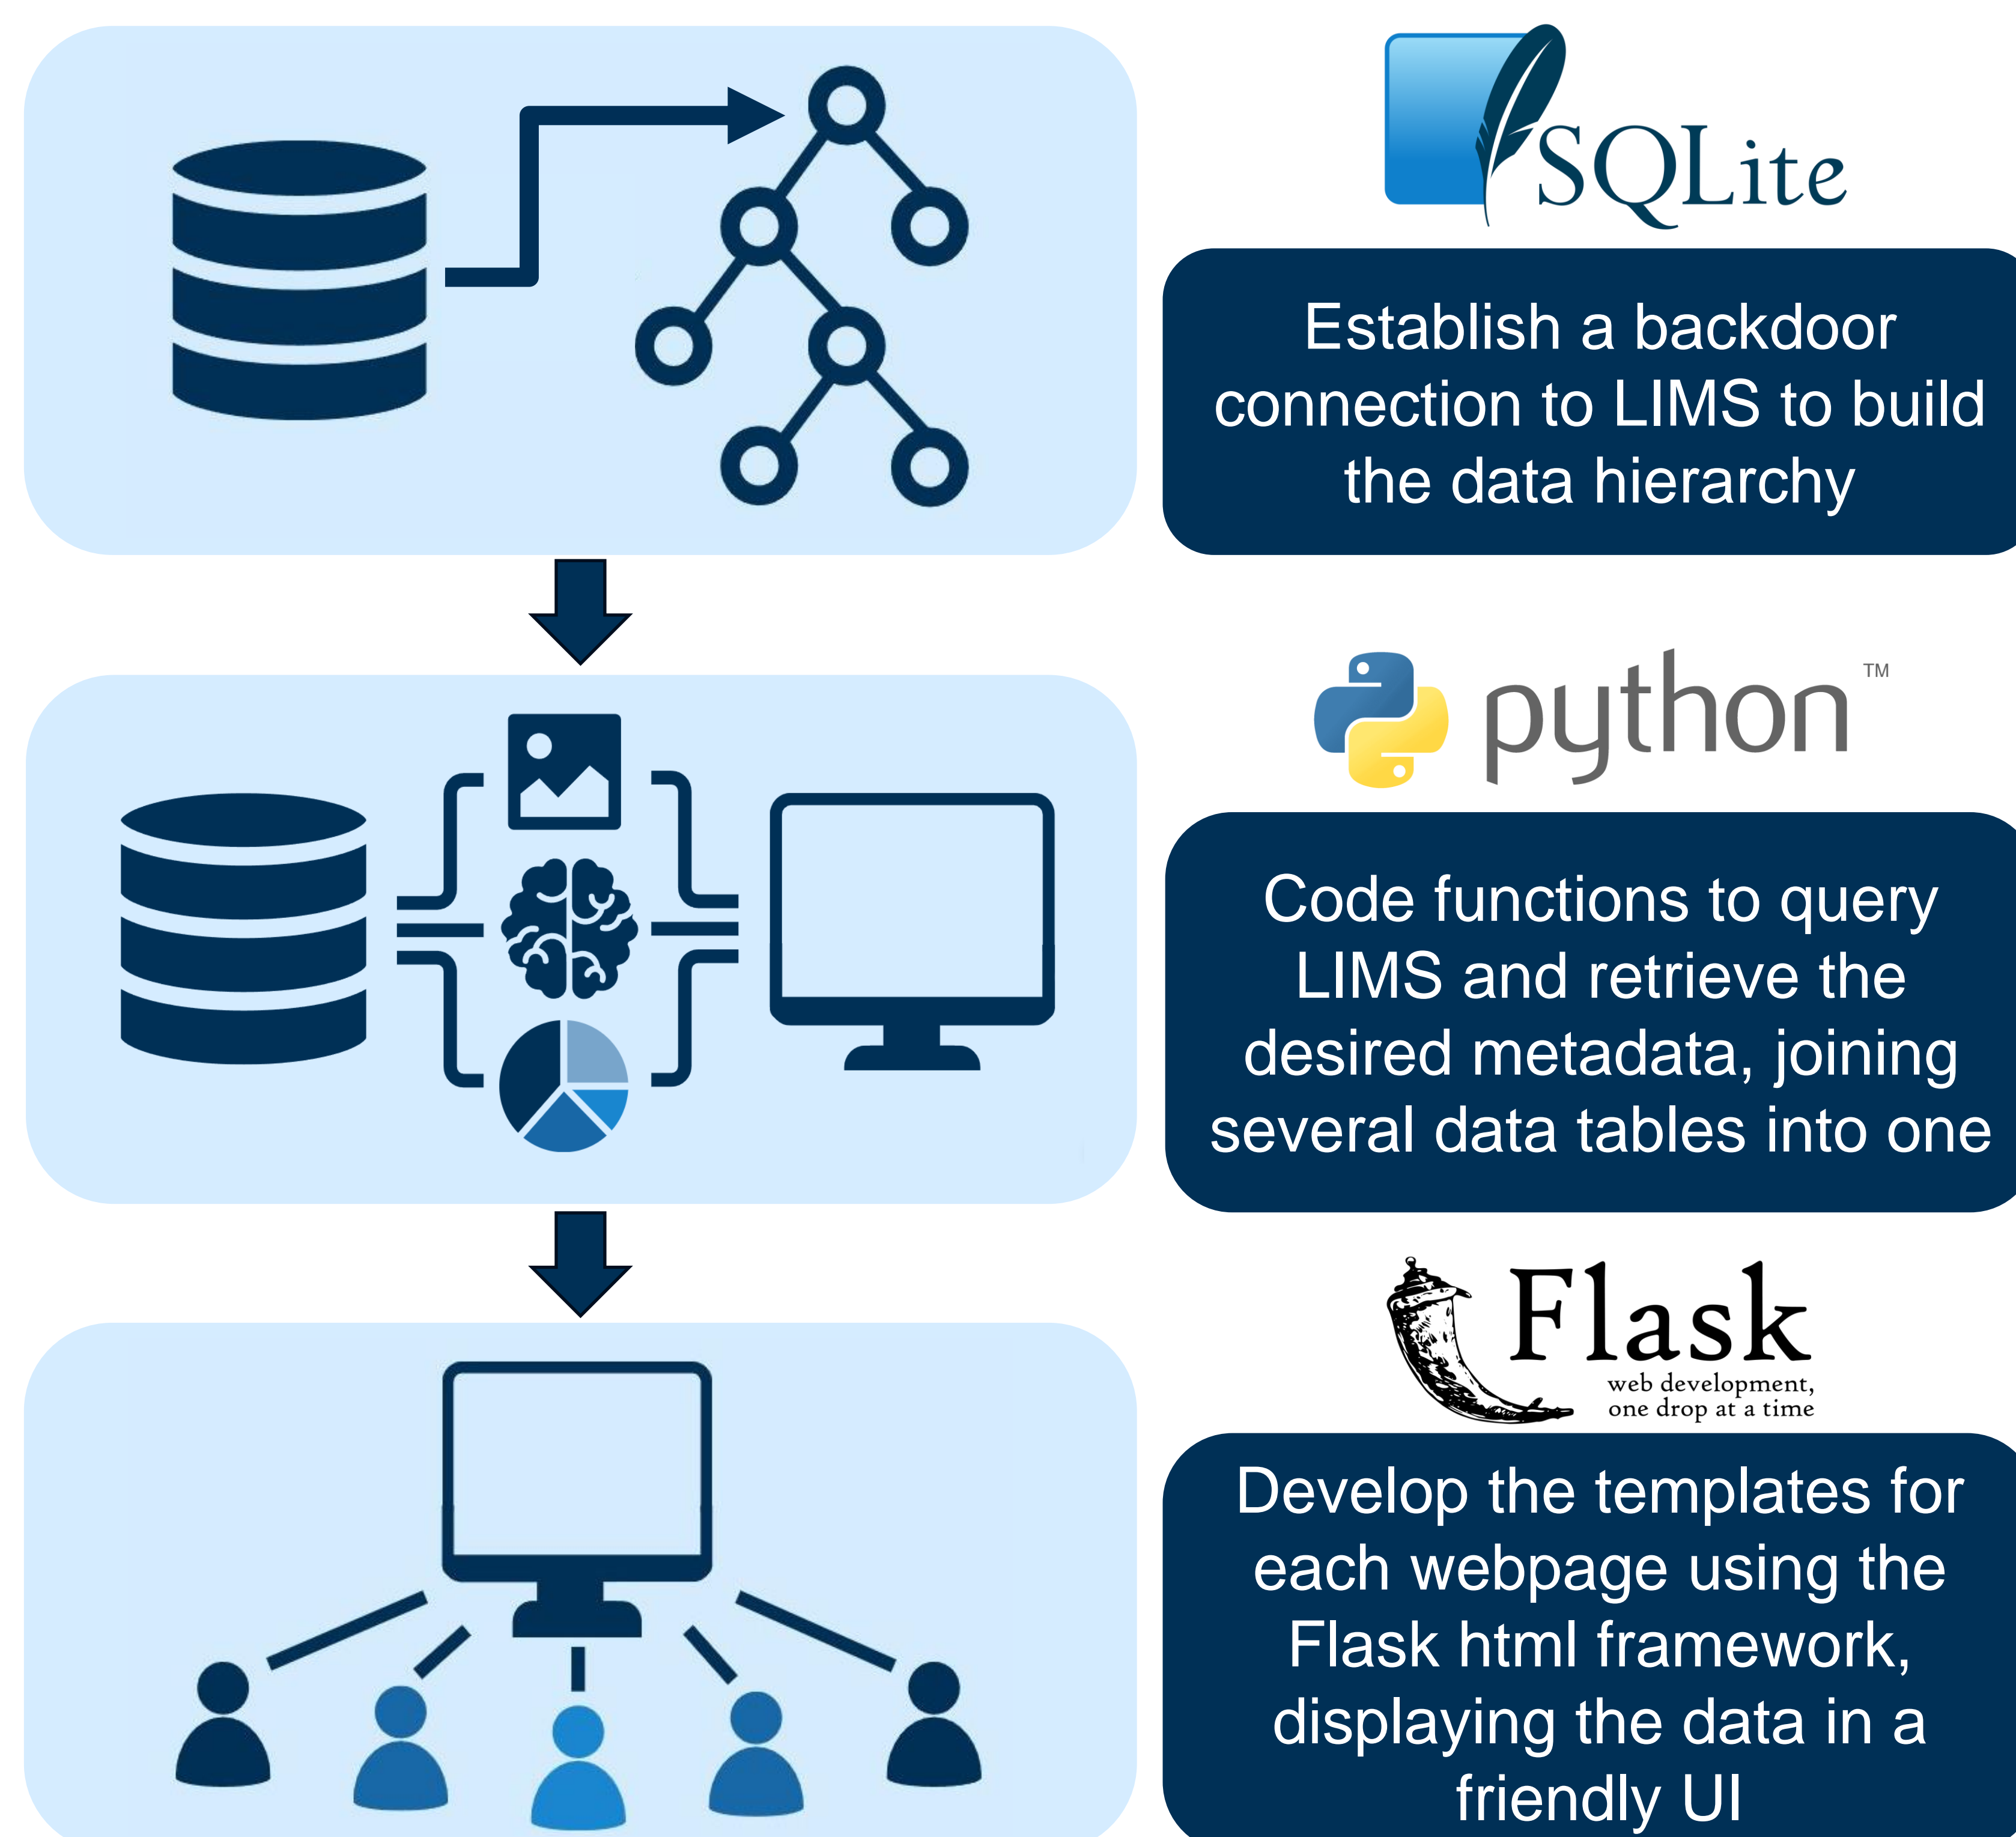 SQLite
Establish a backdoor
connection to LIMS to build
the data hierarchy
python™
Code functions to query
LIMS and retrieve the
desired metadata, joining
several data tables into one
Flask
web development,
one drop at a time
Develop the templates for
each webpage using the
Flask html framework,
displaying the data in a
friendly UI